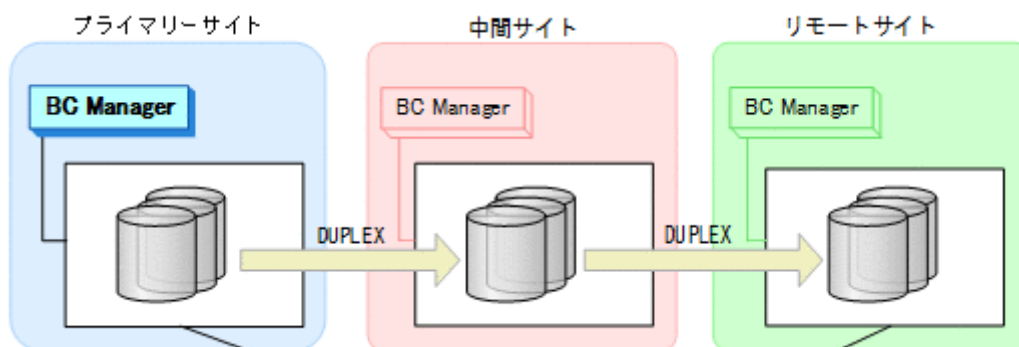 プライマリーサイト
中間サイト
リモートサイト
BC Manager
BC Manager
BC Manager
DUPLEX
DUPLEX